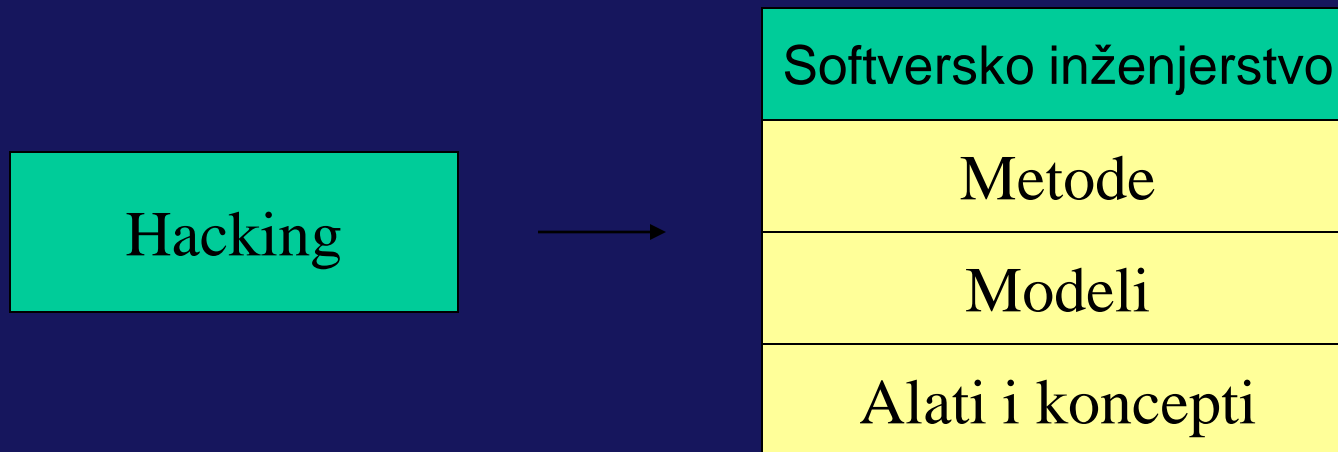 Hacking
Softversko inženjerstvo
Metode
Modeli
Alati i koncepti